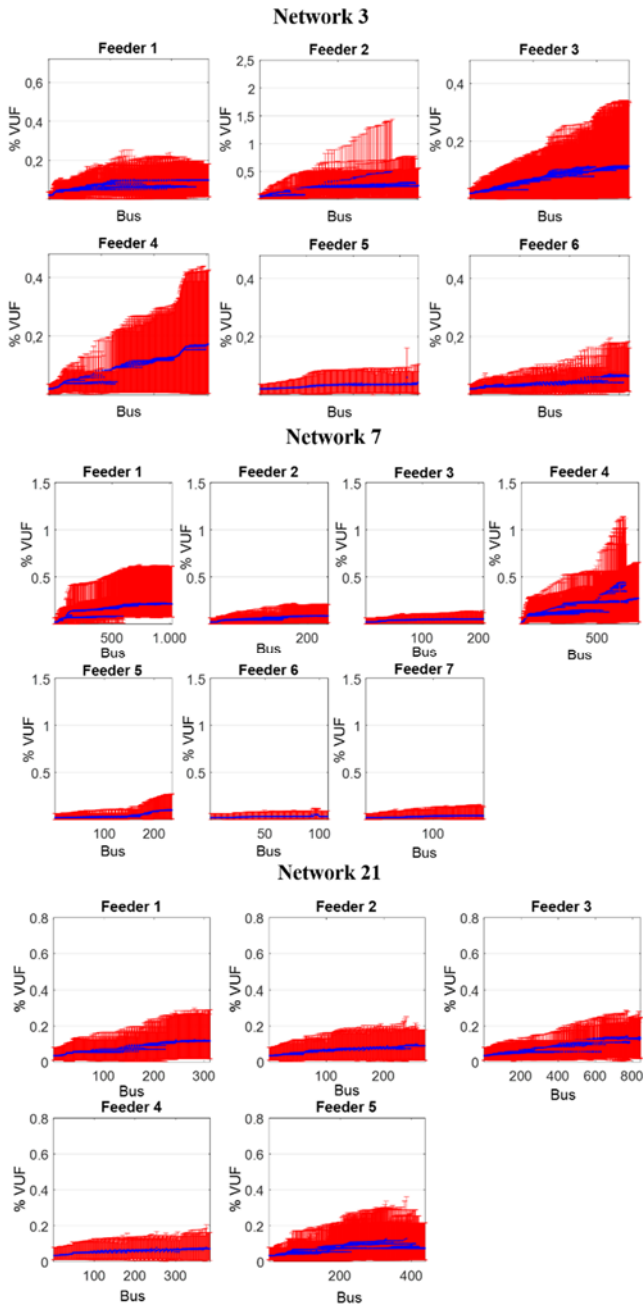 Network 3
Feeder 1 Feeder 2 Feeder 3
% VUF % VUF % VUF
0,6 0,4 0,2
2,5 2 1,5 1 0,5
0,4 0,2
Bus Bus Bus
Feeder 4 Feeder 5 Feeder 6
% VUF % VUF % VUF
0,4 0,2
0,4 0,2
0,4 0,2
Bus Bus Bus
Network 7
Feeder 1 Feeder 2 Feeder 3 Feeder 4
% VUF % VUF % VUF % VUF
1.5 1 0.5
1.5 1 0.5
1.5 1 0.5
1.5 1 0.5
500 1.000 200 100 200 500
Bus Bus Bus Bus
Feeder 5 Feeder 6 Feeder 7
% VUF % VUF % VUF
1.5 1 0.5
1.5 1 0.5
1.5 1 0.5
100 200 50 100 100
Bus Bus Bus
Network 21
Feeder 1 Feeder 2 Feeder 3
% VUF % VUF % VUF
0.8 0.6 0.4 0.2 0
0.8 0.6 0.4 0.2 0
0.8 0.6 0.4 0.2 0
100 200 300 100 200 200 400 600 800
Bus Bus Bus
Feeder 4 Feeder 5
% VUF % VUF
0.8 0.6 0.4 0.2 0
0.8 0.6 0.4 0.2 0
100 200 300 200 400
Bus Bus